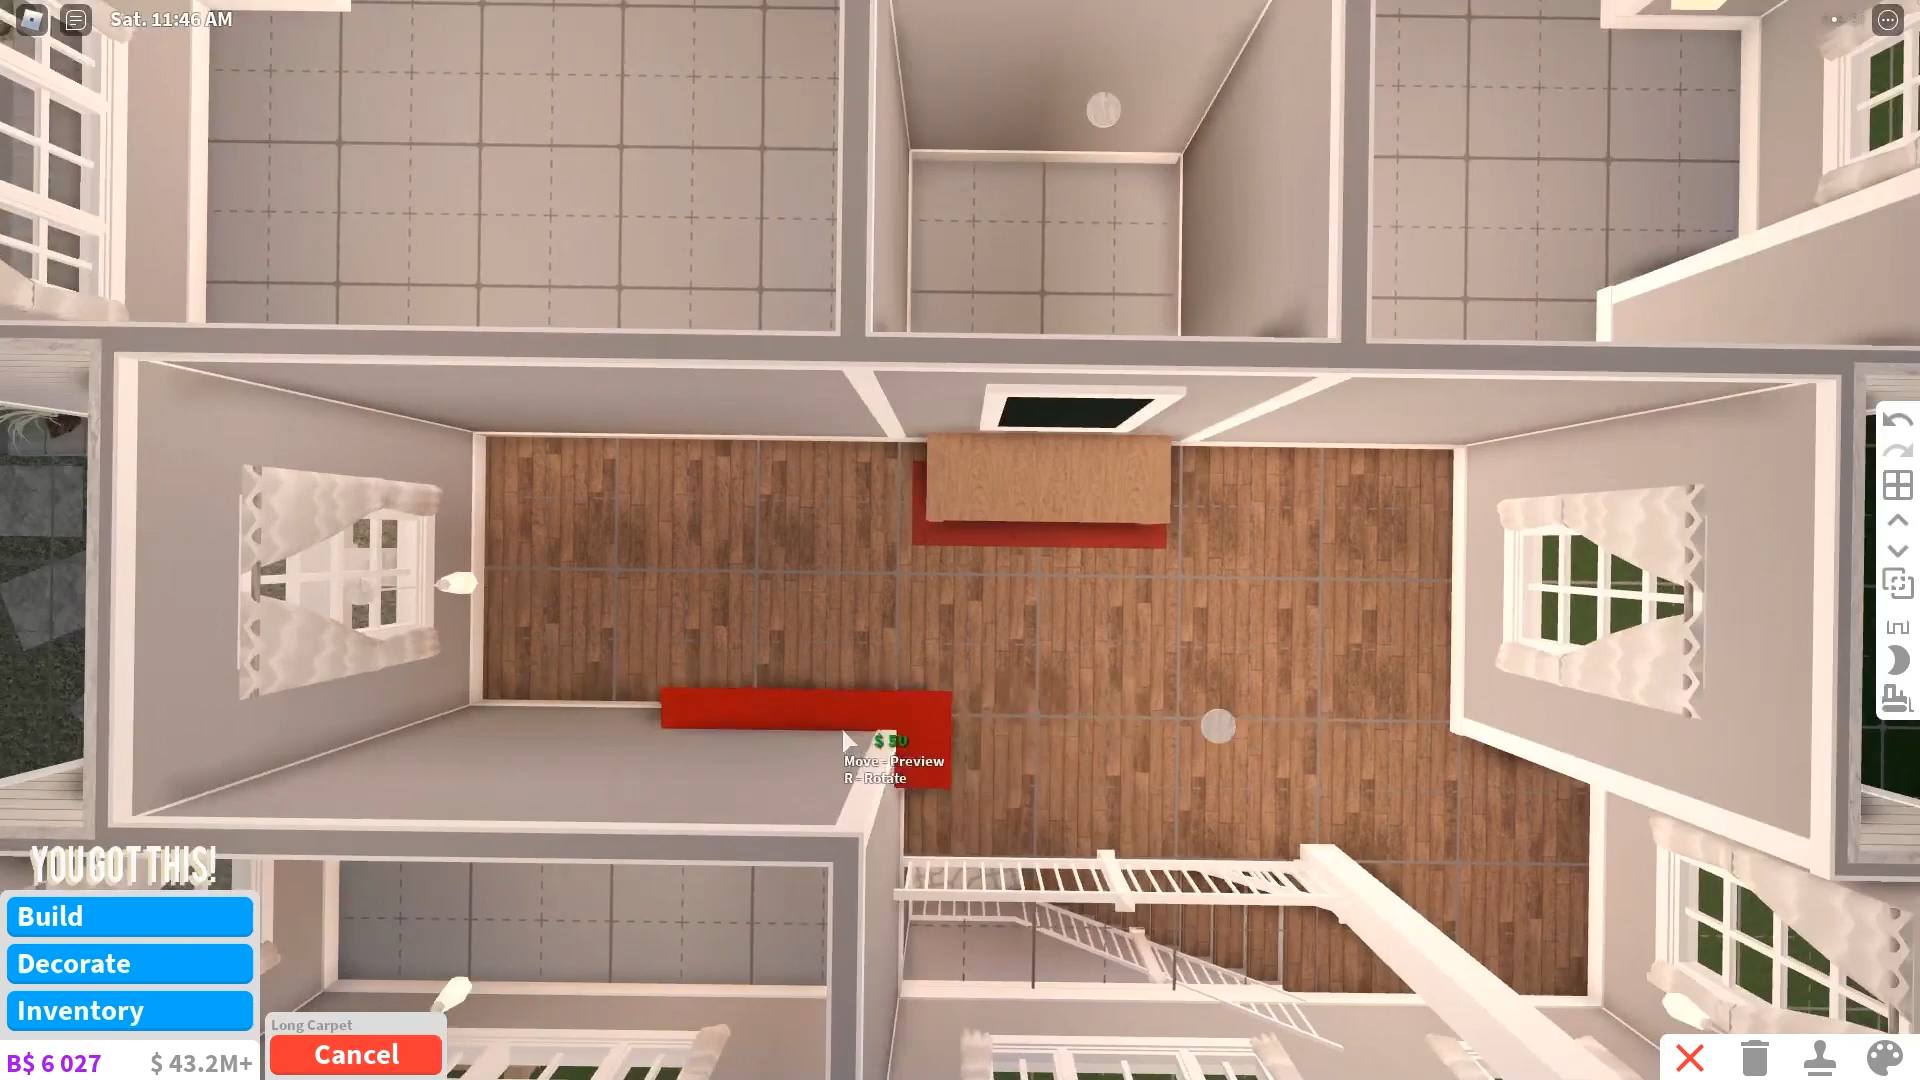 Sat. 11:46 AM
$ 50
Move - Preview
R - Rotate
YOU GOT THIS!
Build
Decorate
Inventory
Long Carpet
Cancel
B$ 6 027
$ 43.2M+